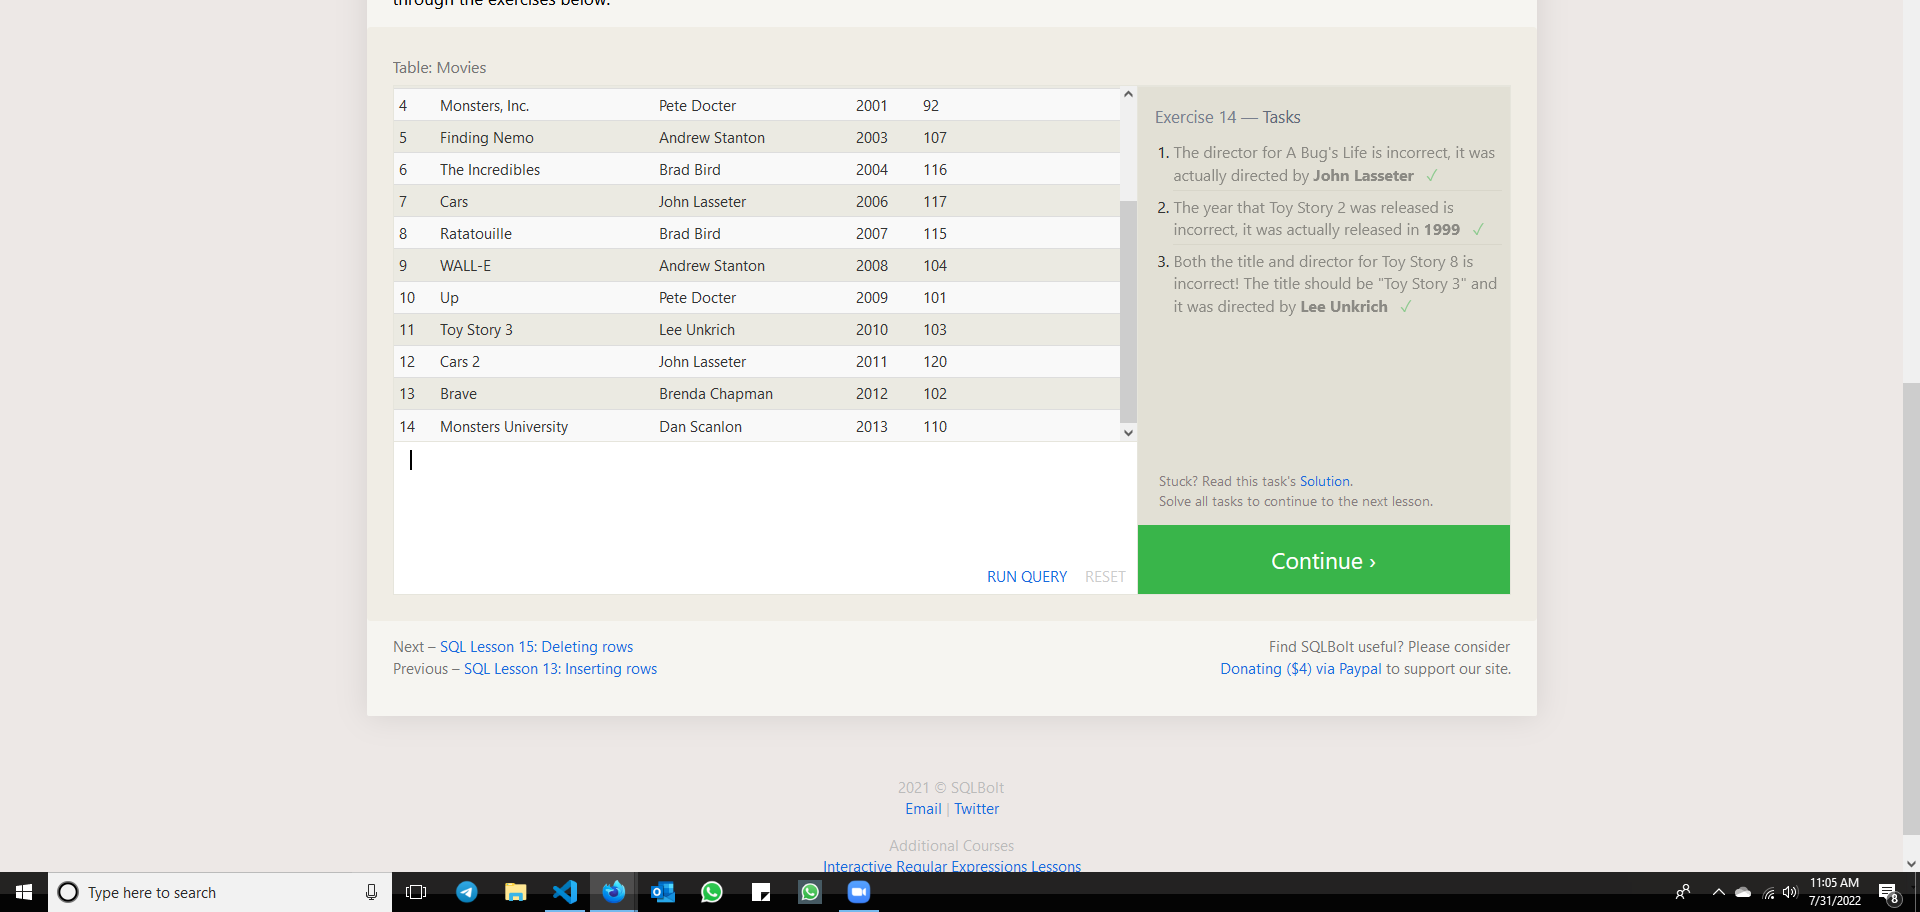 through the exercises below.
Table: Movies
4 Monsters, Inc. Pete Docter 2001 92
5 Finding Nemo Andrew Stanton 2003 107
6 The Incredibles Brad Bird 2004 116
7 Cars John Lasseter 2006 117
8 Ratatouille Brad Bird 2007 115
9 WALL-E Andrew Stanton 2008 104
10 Up Pete Docter 2009 101
11 Toy Story 3 Lee Unkrich 2010 103
12 Cars 2 John Lasseter 2011 120
13 Brave Brenda Chapman 2012 102
14 Monsters University Dan Scanlon 2013 110
RUN QUERY RESET
Exercise 14 — Tasks
1. The director for A Bug's Life is incorrect, it was
actually directed by John Lasseter ✓
2. The year that Toy Story 2 was released is
incorrect, it was actually released in 1999 ✓
3. Both the title and director for Toy Story 8 is
incorrect! The title should be "Toy Story 3" and
it was directed by Lee Unkrich ✓
Stuck? Read this task's Solution.
Solve all tasks to continue to the next lesson.
Continue ›
Next – SQL Lesson 15: Deleting rows
Previous – SQL Lesson 13: Inserting rows
Find SQLBolt useful? Please consider
Donating ($4) via Paypal to support our site.
2021 © SQLBolt
Email | Twitter
Additional Courses
Interactive Regular Expressions Lessons
Type here to search
11:05 AM
7/31/2022
8